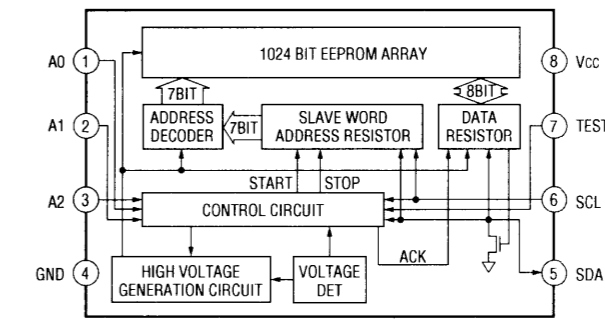 1024 BIT EEPROM ARRAY
A0 1
8 Vcc
7BIT
8BIT
ADDRESS
DECODER
7BIT
SLAVE WORD
ADDRESS RESISTOR
DATA
RESISTOR
A1 2
7 TEST
START STOP
A2 3
CONTROL CIRCUIT
6 SCL
ACK
GND 4
HIGH VOLTAGE
GENERATION CIRCUIT
VOLTAGE
DET
5 SDA